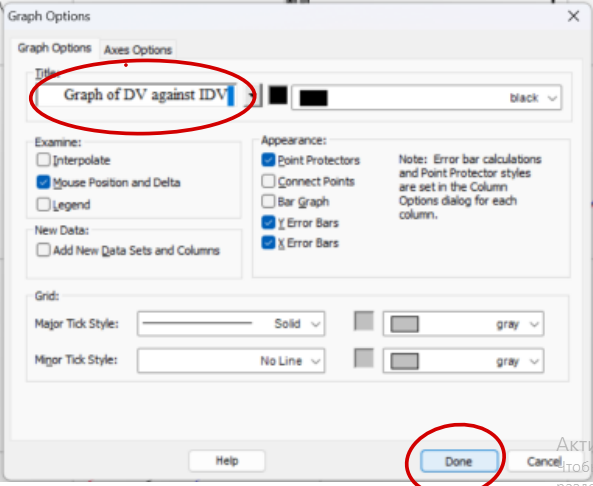 Graph Options
Graph Options Axes Options
Title:
Graph of DV against IDV black
Examine:
Interpolate
Mouse Position and Delta
Legend
New Data:
Add New Data Sets and Columns
Appearance:
Point Protectors
Connect Points
Bar Graph
Y Error Bars
X Error Bars
Note: Error bar calculations
and Point Protector styles
are set in the Column
Options dialog for each
column.
Grid:
Major Tick Style: Solid gray
Minor Tick Style: No Line gray
Help Done Cancel